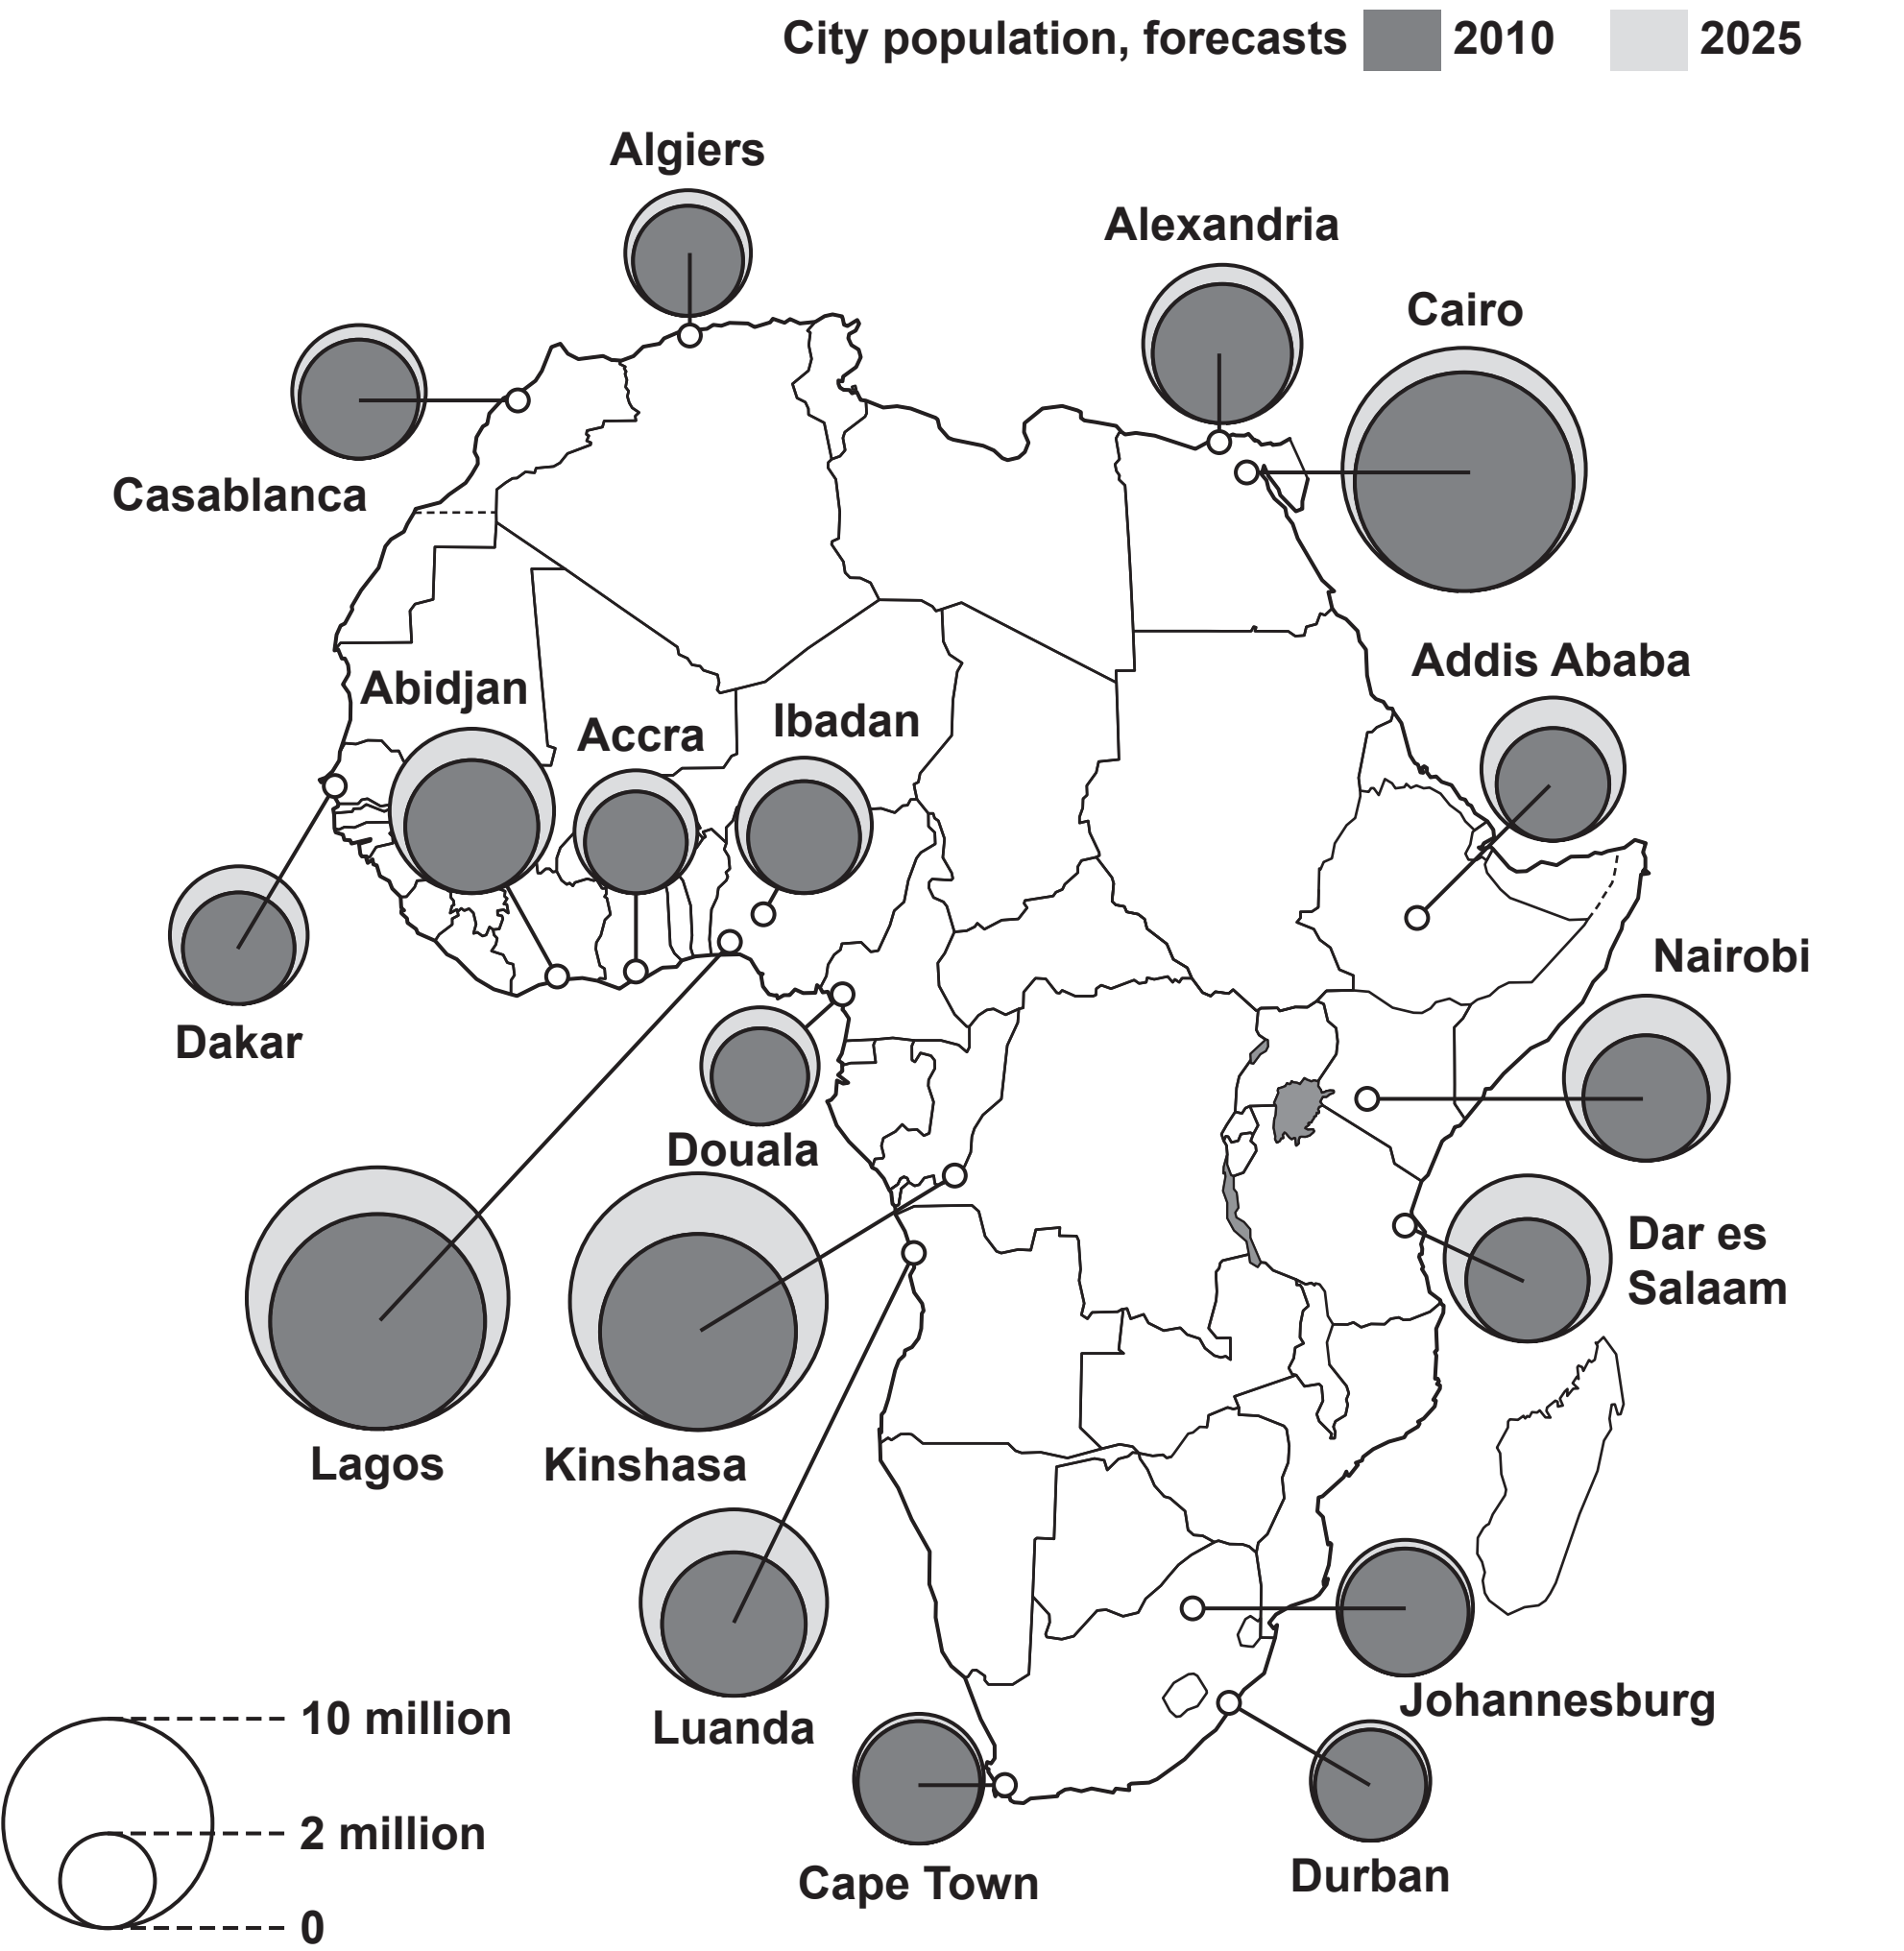 City population, forecasts 2010 2025
Algiers
Alexandria
Cairo
Casablanca
Addis Ababa
Abidjan
Accra
Ibadan
Nairobi
Dakar
Douala
Dar es
Salaam
Lagos
Kinshasa
Luanda
Johannesburg
10 million
2 million
0
Cape Town
Durban